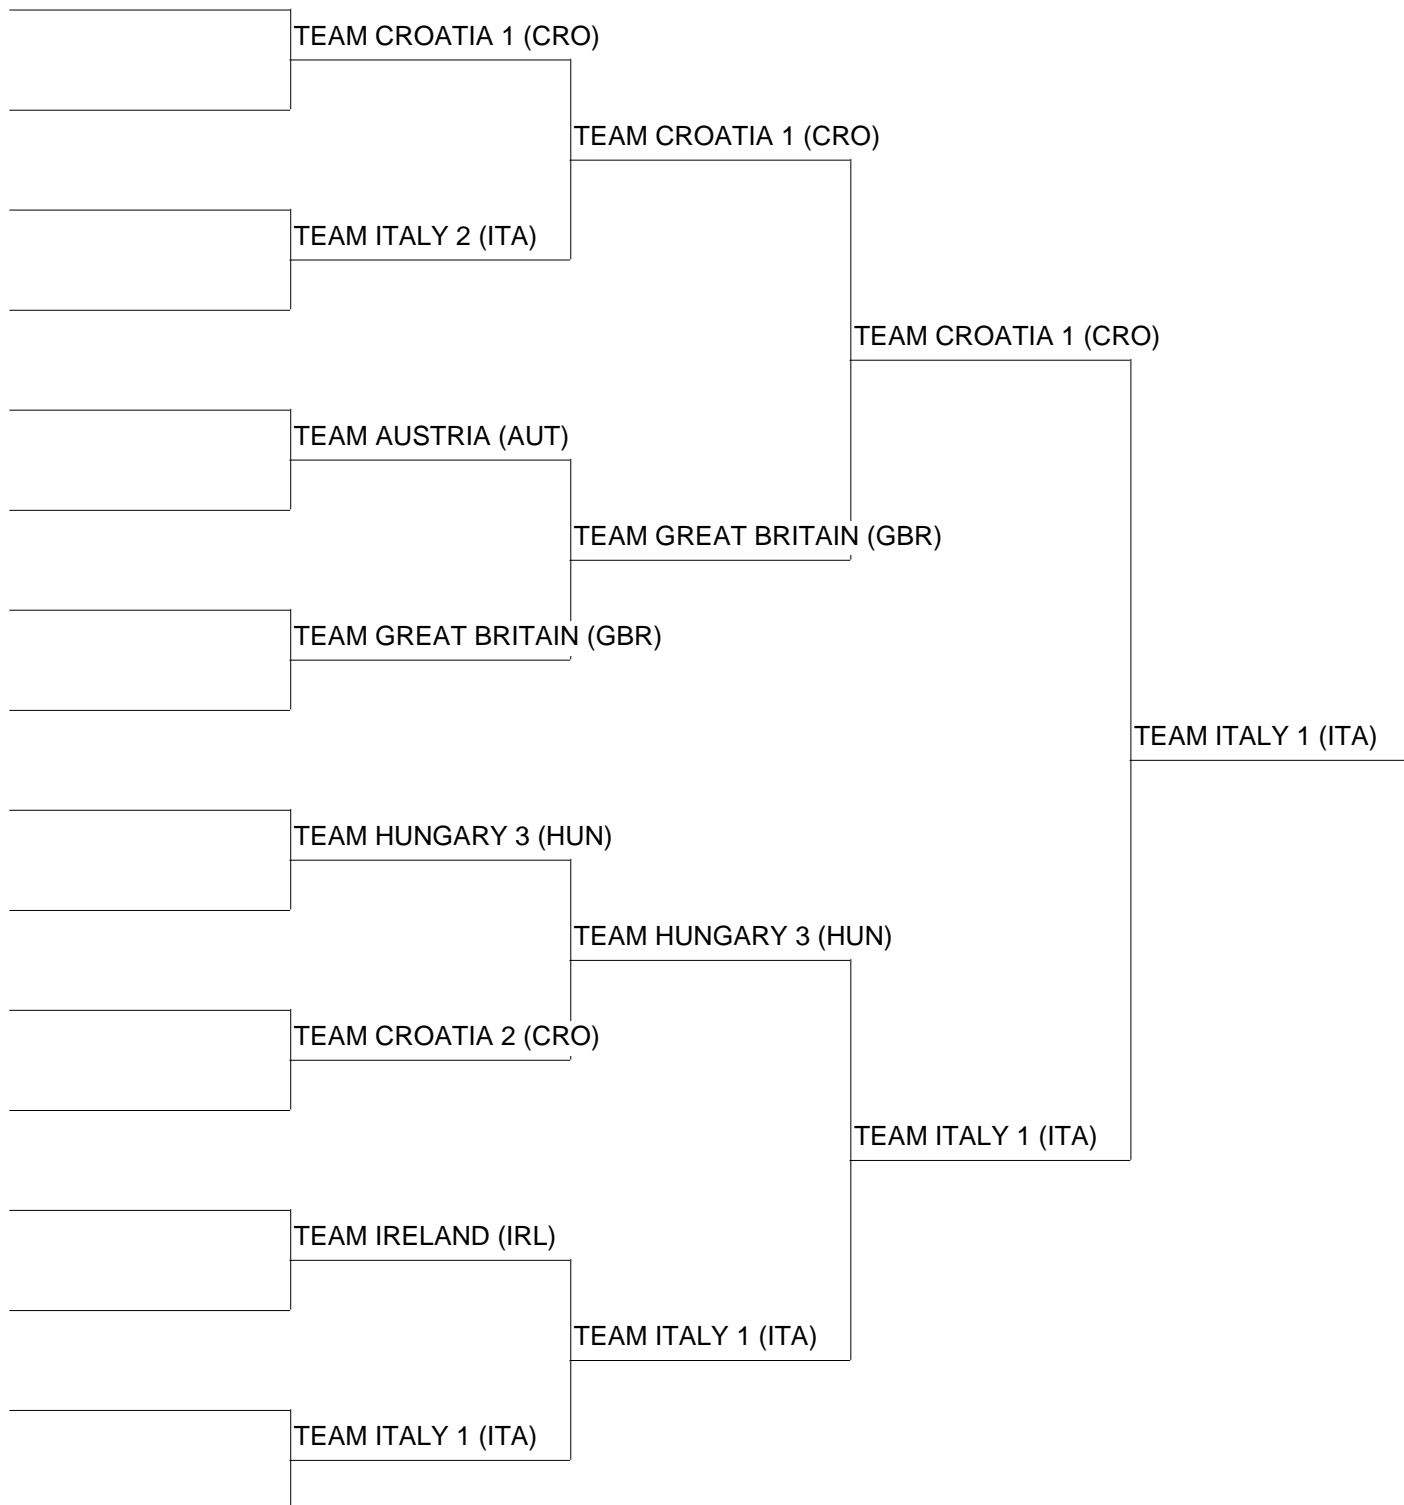 TEAM CROATIA 1 (CRO)
TEAM CROATIA 1 (CRO)
TEAM ITALY 2 (ITA)
TEAM CROATIA 1 (CRO)
TEAM AUSTRIA (AUT)
TEAM GREAT BRITAIN (GBR)
TEAM GREAT BRITAIN (GBR)
TEAM ITALY 1 (ITA)
TEAM HUNGARY 3 (HUN)
TEAM HUNGARY 3 (HUN)
TEAM CROATIA 2 (CRO)
TEAM ITALY 1 (ITA)
TEAM IRELAND (IRL)
TEAM ITALY 1 (ITA)
TEAM ITALY 1 (ITA)